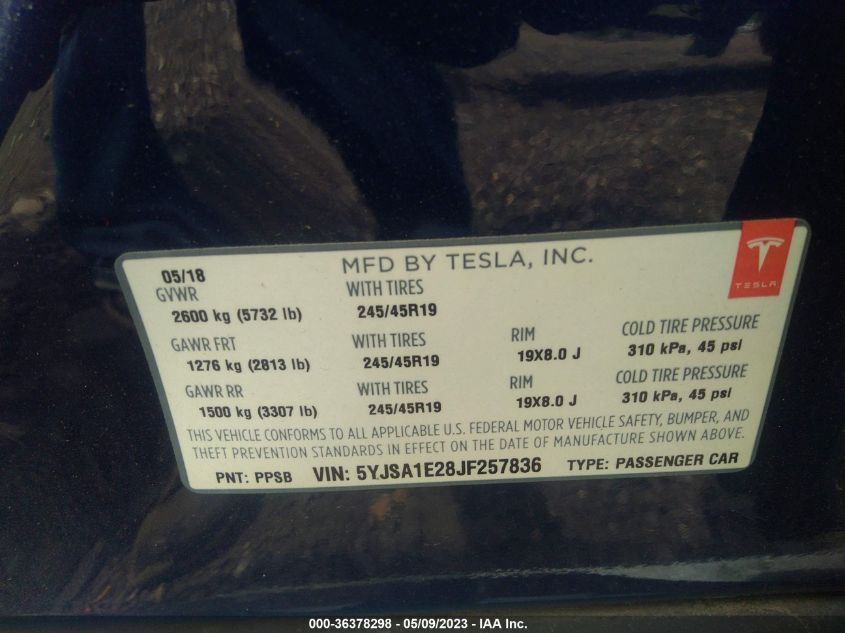 05/18
MFD BY TESLA, INC.
TESLA
GVWR WITH TIRES
2600 kg (5732 lb) 245/45R19
GAWR FRT WITH TIRES RIM COLD TIRE PRESSURE
1276 kg (2813 lb) 245/45R19 19X8.0 J 310 kPa, 45 psi
GAWR RR WITH TIRES RIM COLD TIRE PRESSURE
1500 kg (3307 lb) 245/45R19 19X8.0 J 310 kPa, 45 psi
THIS VEHICLE CONFORMS TO ALL APPLICABLE U.S. FEDERAL MOTOR VEHICLE SAFETY, BUMPER, AND
THEFT PREVENTION STANDARDS IN EFFECT ON THE DATE OF MANUFACTURE SHOWN ABOVE.
PNT: PPSB VIN: 5YJSA1E28JF257836 TYPE: PASSENGER CAR
000-36378298 - 05/09/2023 - IAA Inc.